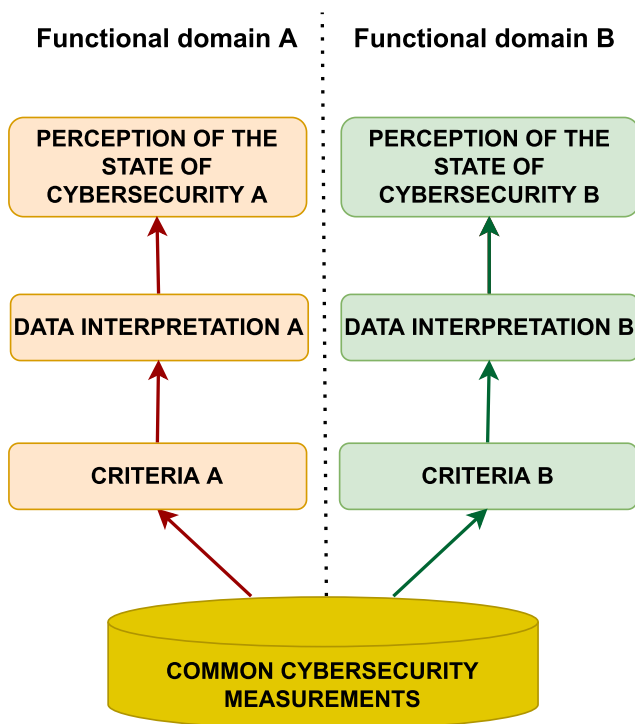 Functional domain A
Functional domain B
PERCEPTION OF THE
STATE OF
CYBERSECURITY A
PERCEPTION OF THE
STATE OF
CYBERSECURITY B
DATA INTERPRETATION A
DATA INTERPRETATION B
CRITERIA A
CRITERIA B
COMMON CYBERSECURITY
MEASUREMENTS